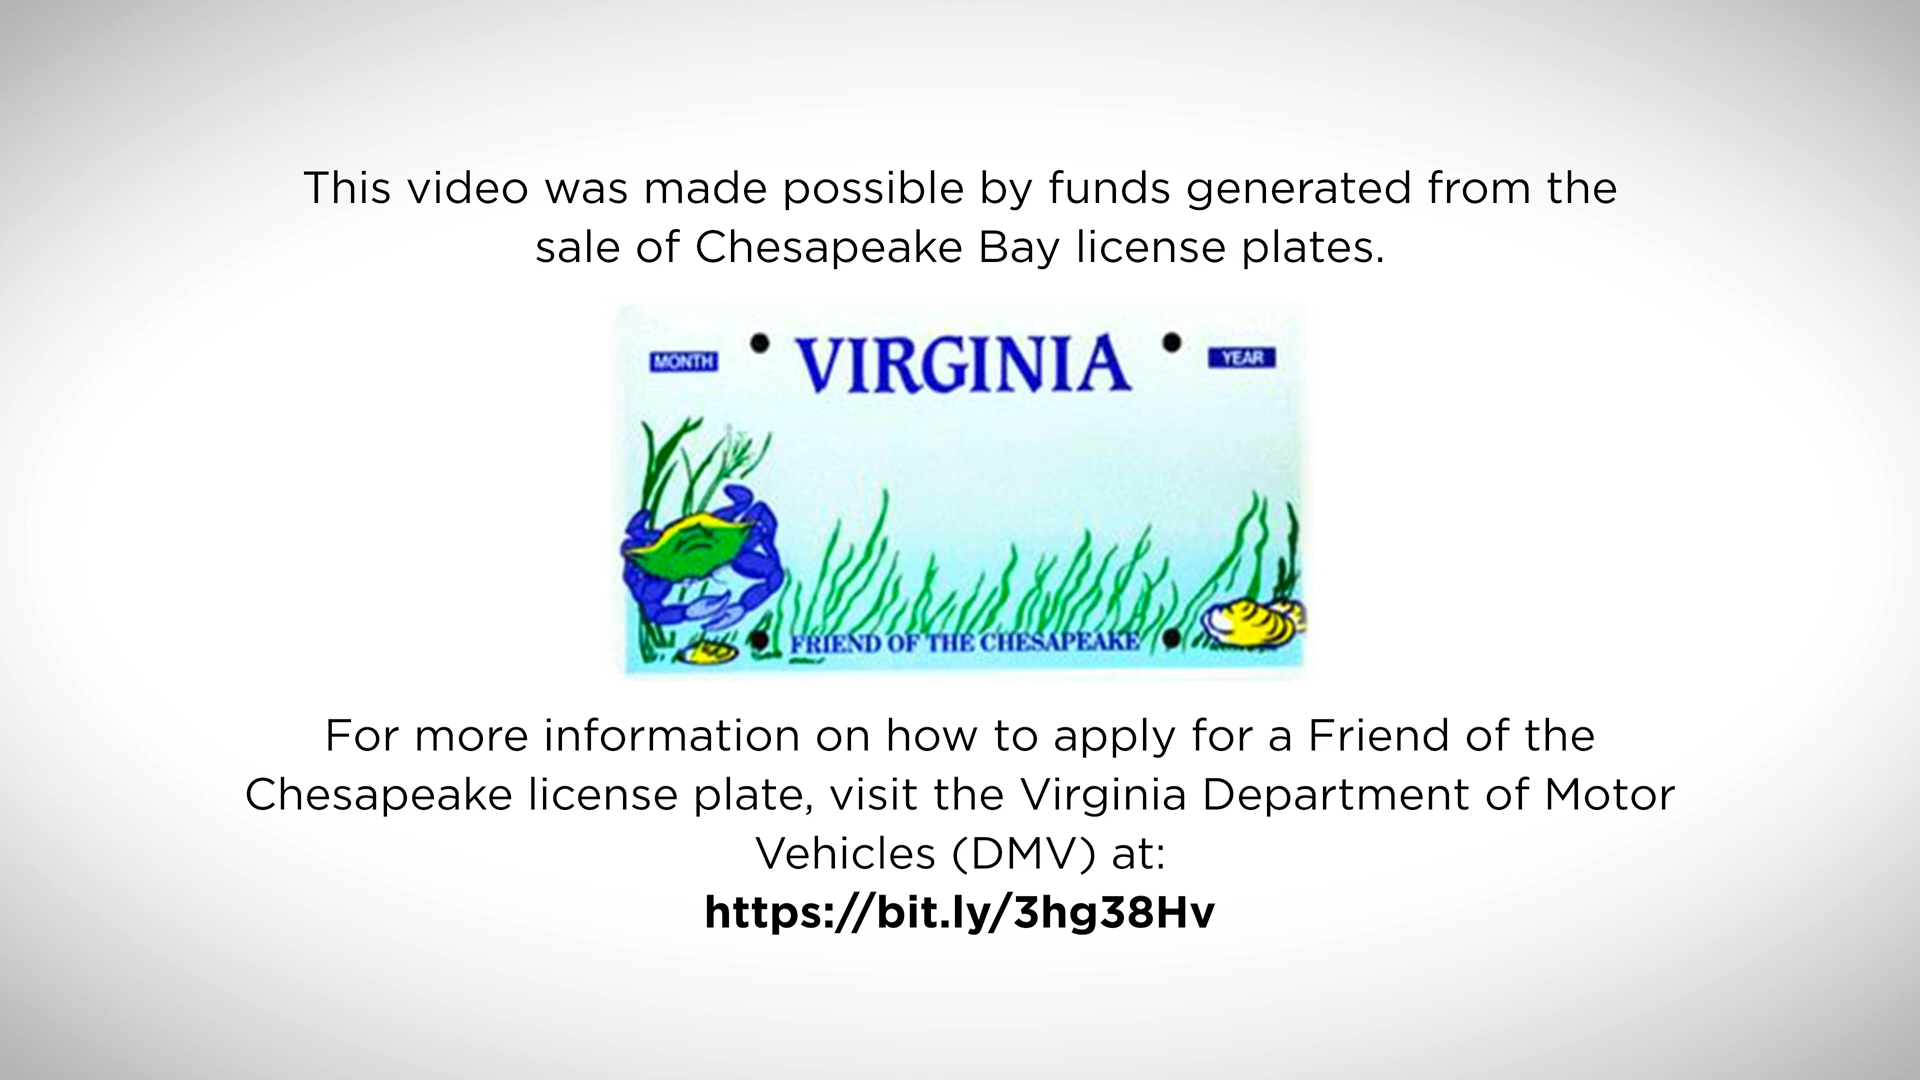 This video was made possible by funds generated from the
sale of Chesapeake Bay license plates.
MONTH VIRGINIA YEAR
FRIEND OF THE CHESAPEAKE
For more information on how to apply for a Friend of the
Chesapeake license plate, visit the Virginia Department of Motor
Vehicles (DMV) at:
https://bit.ly/3hg38Hv